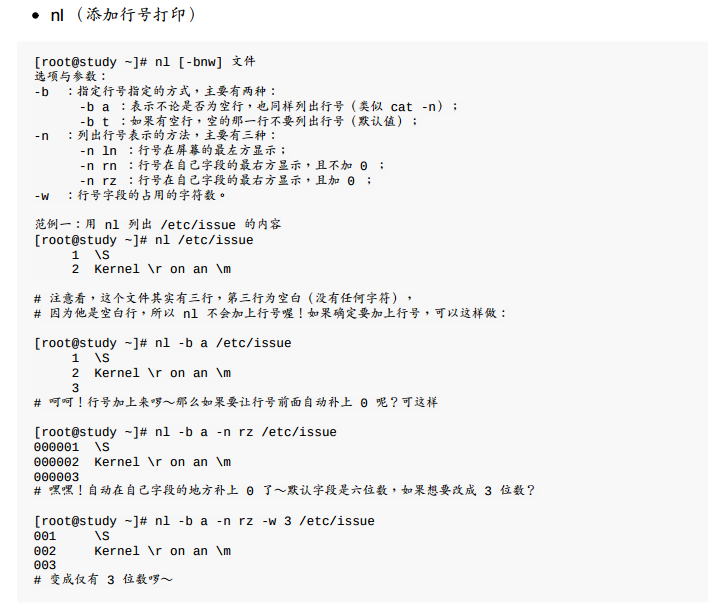 • nl （添加行号打印）
[root@study ~]# nl [-bnw] 文件
选项与参数：
-b  ：指定行号指定的方式，主要有两种：
      -b a ：表示不论是否为空行，也同样列出行号（类似 cat -n）；
      -b t ：如果有空行，空的那一行不要列出行号（默认值）；
-n  ：列出行号表示的方法，主要有三种：
      -n ln ：行号在屏幕的最左方显示；
      -n rn ：行号在自己字段的最右方显示，且不加 0 ；
      -n rz ：行号在自己字段的最右方显示，且加 0 ；
-w  ：行号字段的占用的字符数。
范例一：用 nl 列出 /etc/issue 的内容
[root@study ~]# nl /etc/issue
     1  \S
     2  Kernel \r on an \m
# 注意看，这个文件其实有三行，第三行为空白（没有任何字符），
# 因为他是空白行，所以 nl 不会加上行号喔！如果确定要加上行号，可以这样做：
[root@study ~]# nl -b a /etc/issue
     1  \S
     2  Kernel \r on an \m
     3
# 呵呵！行号加上来啰～那么如果要让行号前面自动补上 0 呢？可这样
[root@study ~]# nl -b a -n rz /etc/issue
000001  \S
000002  Kernel \r on an \m
000003
# 嘿嘿！自动在自己字段的地方补上 0 了～默认字段是六位数，如果想要改成 3 位数？
[root@study ~]# nl -b a -n rz -w 3 /etc/issue
001     \S
002     Kernel \r on an \m
003
# 变成仅有 3 位数啰～